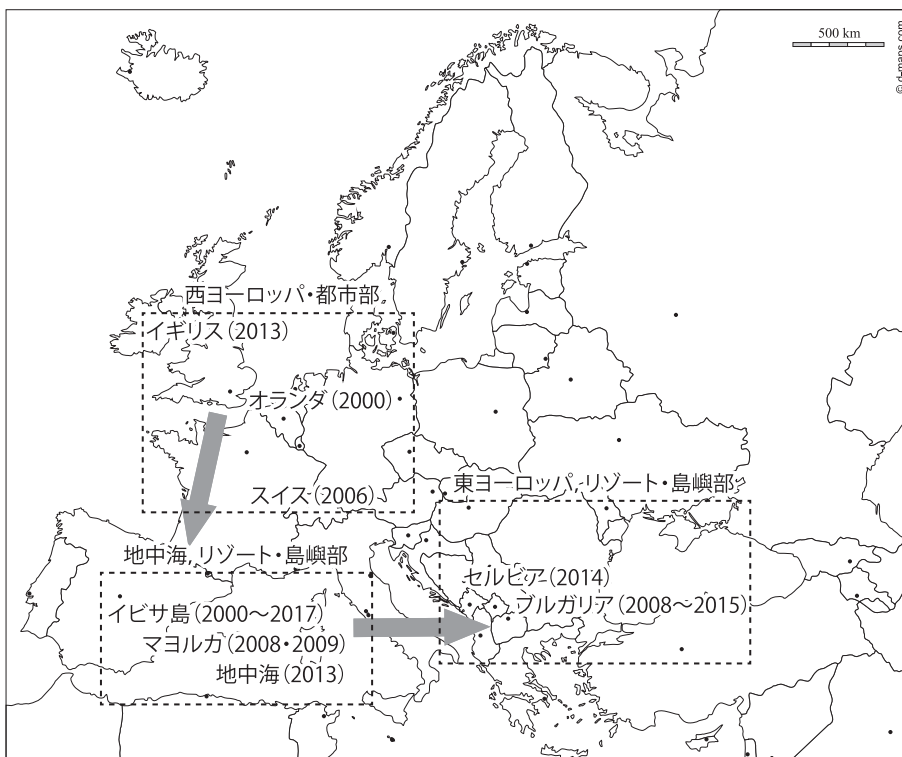 500 km
© d-maps.com
西ヨーロッパ・都市部
イギリス(2013)
オランダ(2000)
スイス(2006)
東ヨーロッパ, リゾート・島嶼部
地中海, リゾート・島嶼部
セルビア(2014)
ブルガリア(2008〜2015)
イビサ島(2000〜2017)
マヨルカ(2008・2009)
地中海(2013)